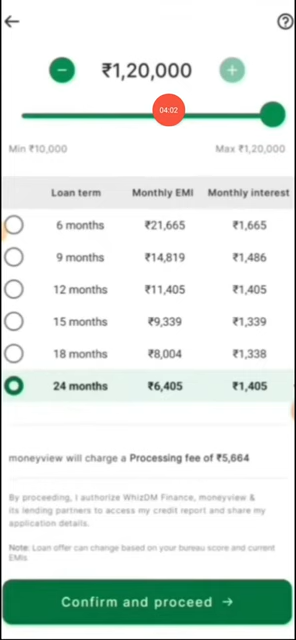 ₹1,20,000
04:02
Min ₹10,000 Max ₹1,20,000
Loan term Monthly EMI Monthly interest
6 months ₹21,665 ₹1,665
9 months ₹14,819 ₹1,486
12 months ₹11,405 ₹1,405
15 months ₹9,339 ₹1,339
18 months ₹8,004 ₹1,338
24 months ₹6,405 ₹1,405
moneyview will charge a Processing fee of ₹5,664
By proceeding, I authorize WhizDM Finance, moneyview &
its lending partners to access my credit report and share my
application details.
Note: Loan offer can change based on your bureau score and current
EMIs
Confirm and proceed →